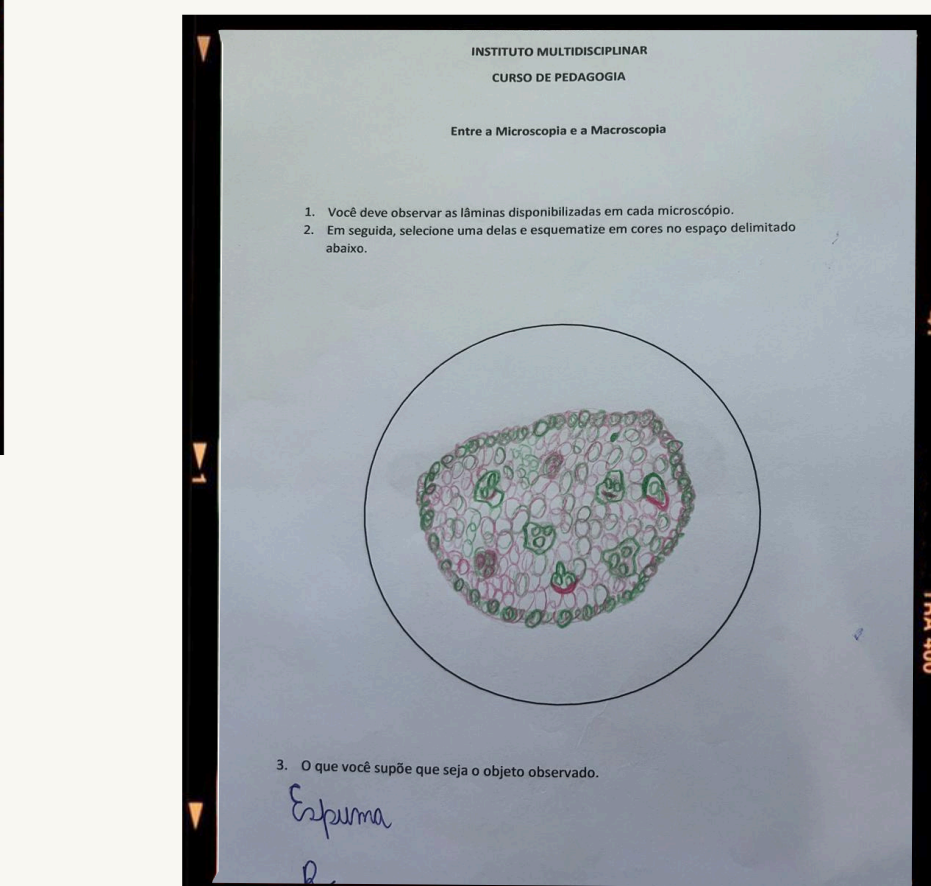 INSTITUTO MULTIDISCIPLINAR
CURSO DE PEDAGOGIA
Entre a Microscopia e a Macroscopia
1. Você deve observar as lâminas disponibilizadas em cada microscópio.
2. Em seguida, selecione uma delas e esquematize em cores no espaço delimitado
abaixo.
3. O que você supõe que seja o objeto observado.
Espuma
1
400